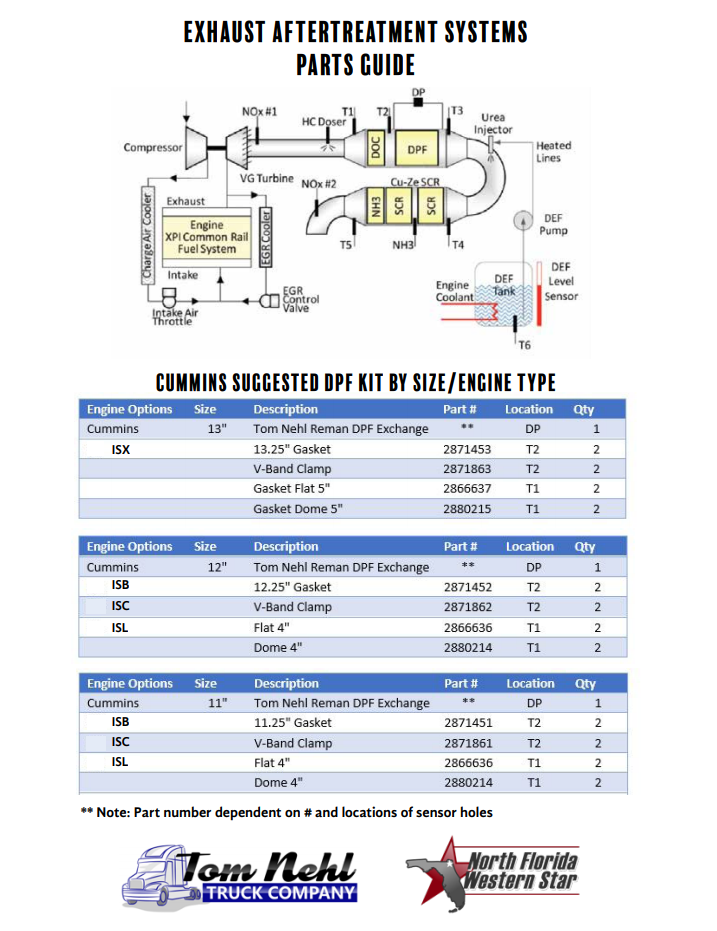 EXHAUST AFTERTREATMENT SYSTEMS
PARTS GUIDE
DP
NOx #1
HC Doser
T1
T2
T3
Urea
Injector
Compressor
DOC
DPF
Heated
Lines
VG Turbine
NOx #2
Cu-Ze SCR
Charge Air Cooler
Exhaust
Engine
XPI Common Rail
Fuel System
EGR Cooler
NH3
SCR
SCR
DEF
Pump
T5
NH3
T4
Intake
DEF
Level
Sensor
Engine
Coolant
DEF
Tank
EGR
Control
Valve
Intake Air
Throttle
T6
CUMMINS SUGGESTED DPF KIT BY SIZE/ENGINE TYPE
Engine Options Size Description Part # Location Qty
Cummins 13" Tom Nehl Reman DPF Exchange ** DP 1
ISX 13.25" Gasket 2871453 T2 2
V-Band Clamp 2871863 T2 2
Gasket Flat 5" 2866637 T1 2
Gasket Dome 5" 2880215 T1 2
Engine Options Size Description Part # Location Qty
Cummins 12" Tom Nehl Reman DPF Exchange ** DP 1
ISB 12.25" Gasket 2871452 T2 2
ISC V-Band Clamp 2871862 T2 2
ISL Flat 4" 2866636 T1 2
Dome 4" 2880214 T1 2
Engine Options Size Description Part # Location Qty
Cummins 11" Tom Nehl Reman DPF Exchange ** DP 1
ISB 11.25" Gasket 2871451 T2 2
ISC V-Band Clamp 2871861 T2 2
ISL Flat 4" 2866636 T1 2
Dome 4" 2880214 T1 2
** Note: Part number dependent on # and locations of sensor holes
Tom Nehl
TRUCK COMPANY
North Florida
Western Star